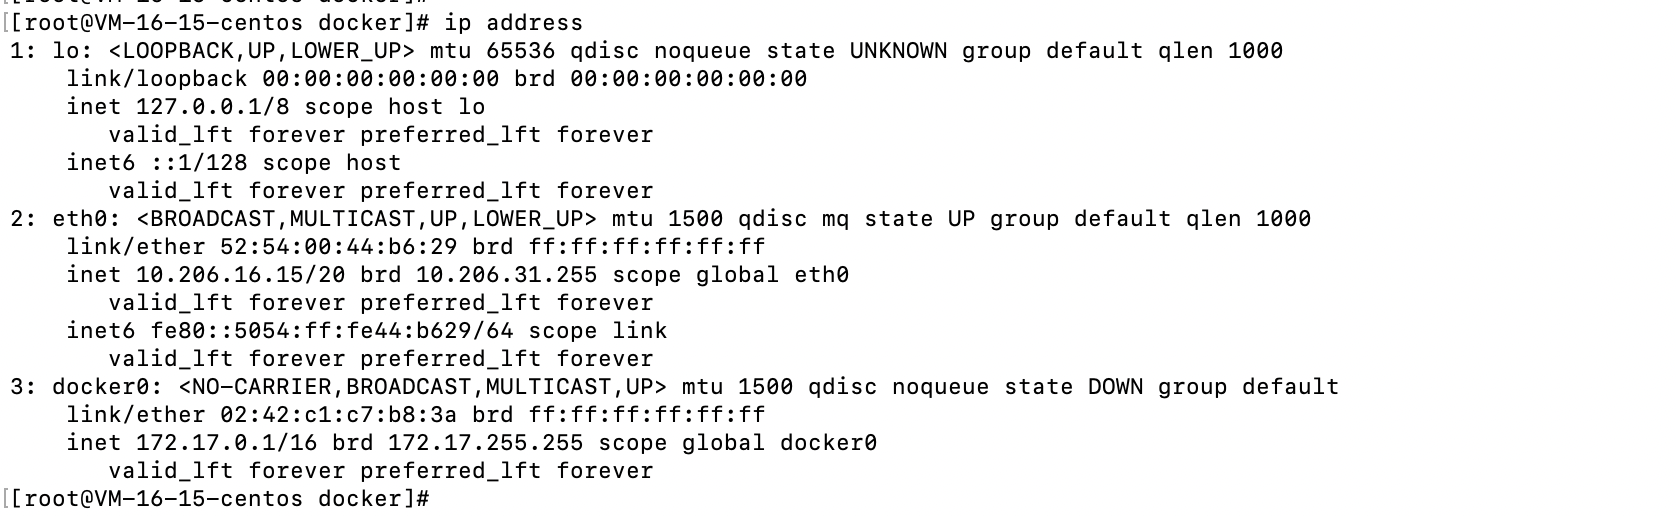 [[root@VM-16-15-centos docker]# ip address
1: lo: <LOOPBACK,UP,LOWER_UP> mtu 65536 qdisc noqueue state UNKNOWN group default qlen 1000
    link/loopback 00:00:00:00:00:00 brd 00:00:00:00:00:00
    inet 127.0.0.1/8 scope host lo
       valid_lft forever preferred_lft forever
    inet6 ::1/128 scope host
       valid_lft forever preferred_lft forever
2: eth0: <BROADCAST,MULTICAST,UP,LOWER_UP> mtu 1500 qdisc mq state UP group default qlen 1000
    link/ether 52:54:00:44:b6:29 brd ff:ff:ff:ff:ff:ff
    inet 10.206.16.15/20 brd 10.206.31.255 scope global eth0
       valid_lft forever preferred_lft forever
    inet6 fe80::5054:ff:fe44:b629/64 scope link
       valid_lft forever preferred_lft forever
3: docker0: <NO-CARRIER,BROADCAST,MULTICAST,UP> mtu 1500 qdisc noqueue state DOWN group default
    link/ether 02:42:c1:c7:b8:3a brd ff:ff:ff:ff:ff:ff
    inet 172.17.0.1/16 brd 172.17.255.255 scope global docker0
       valid_lft forever preferred_lft forever
[[root@VM-16-15-centos docker]#